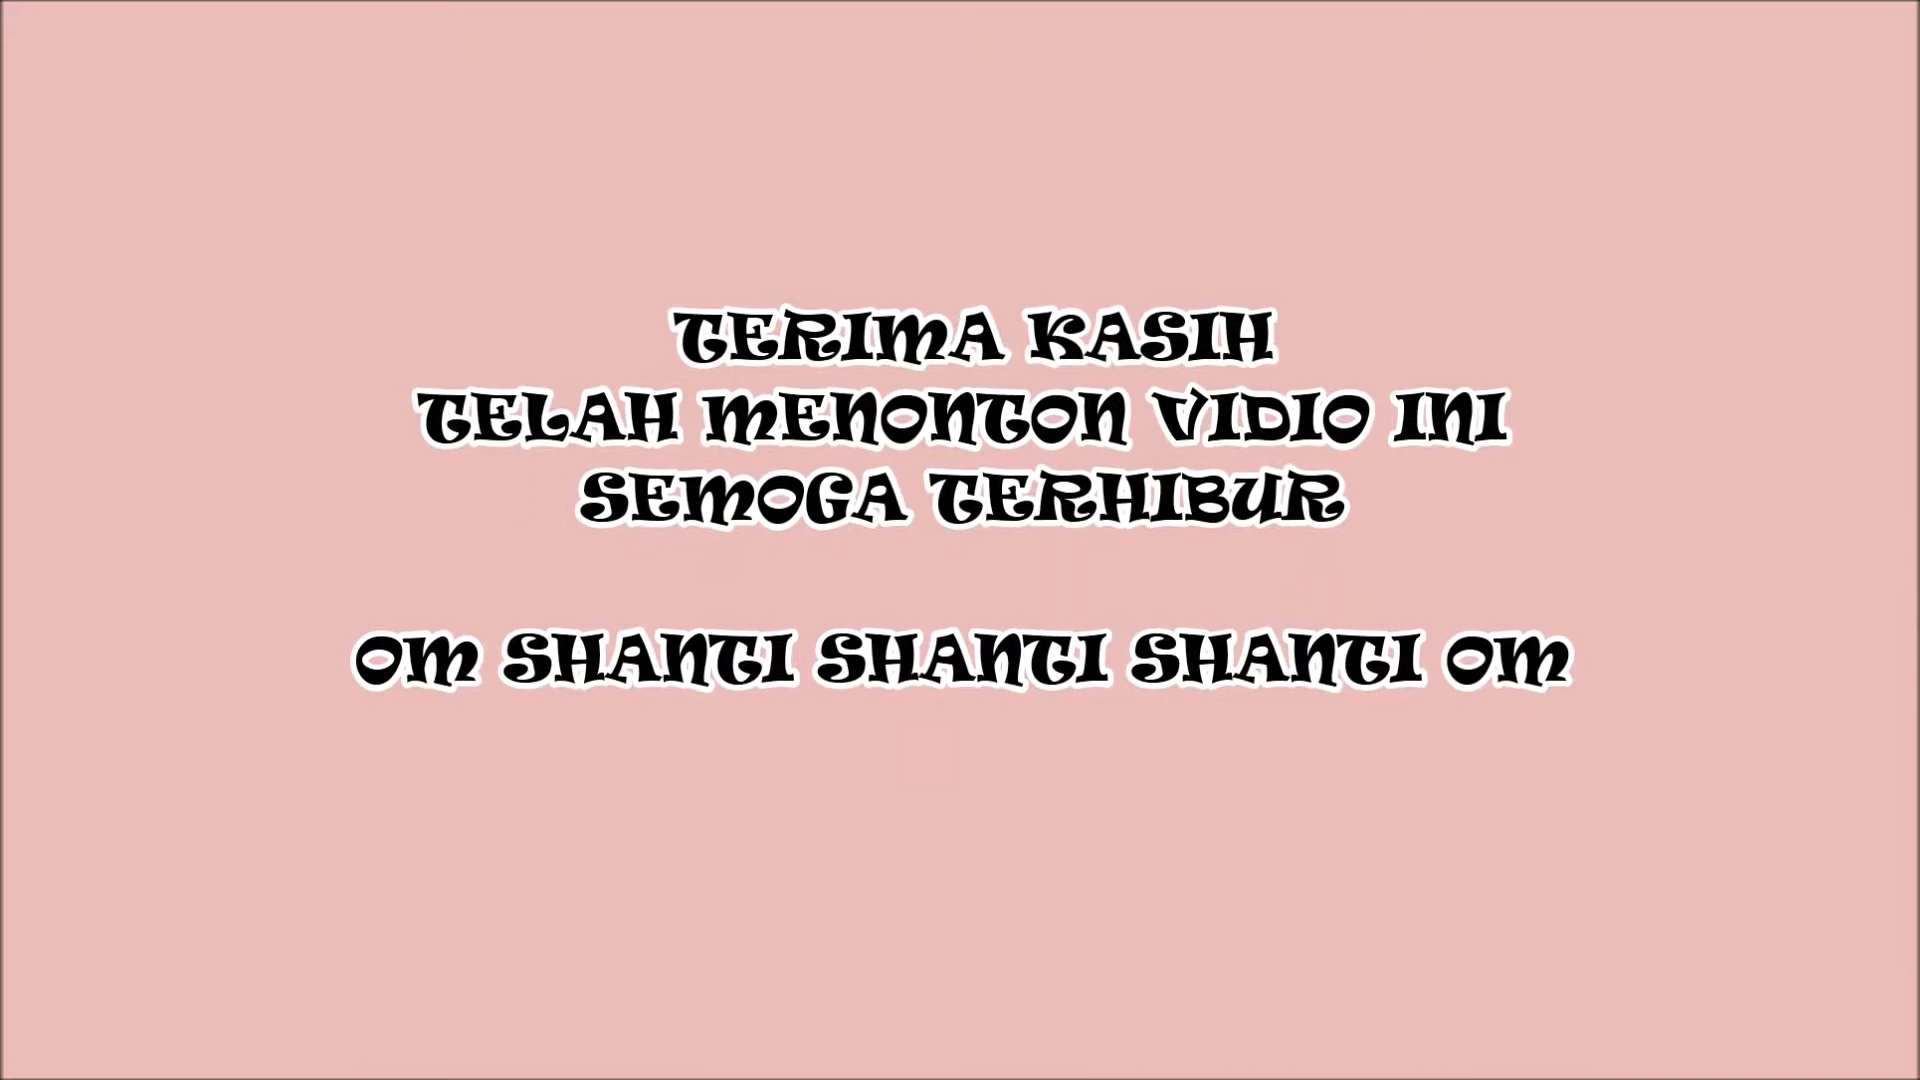 TERIMA KASIH
TELAH MENONTON VIDIO INI
SEMOGA TERHIBUR
OM SHANTI SHANTI SHANTI OM